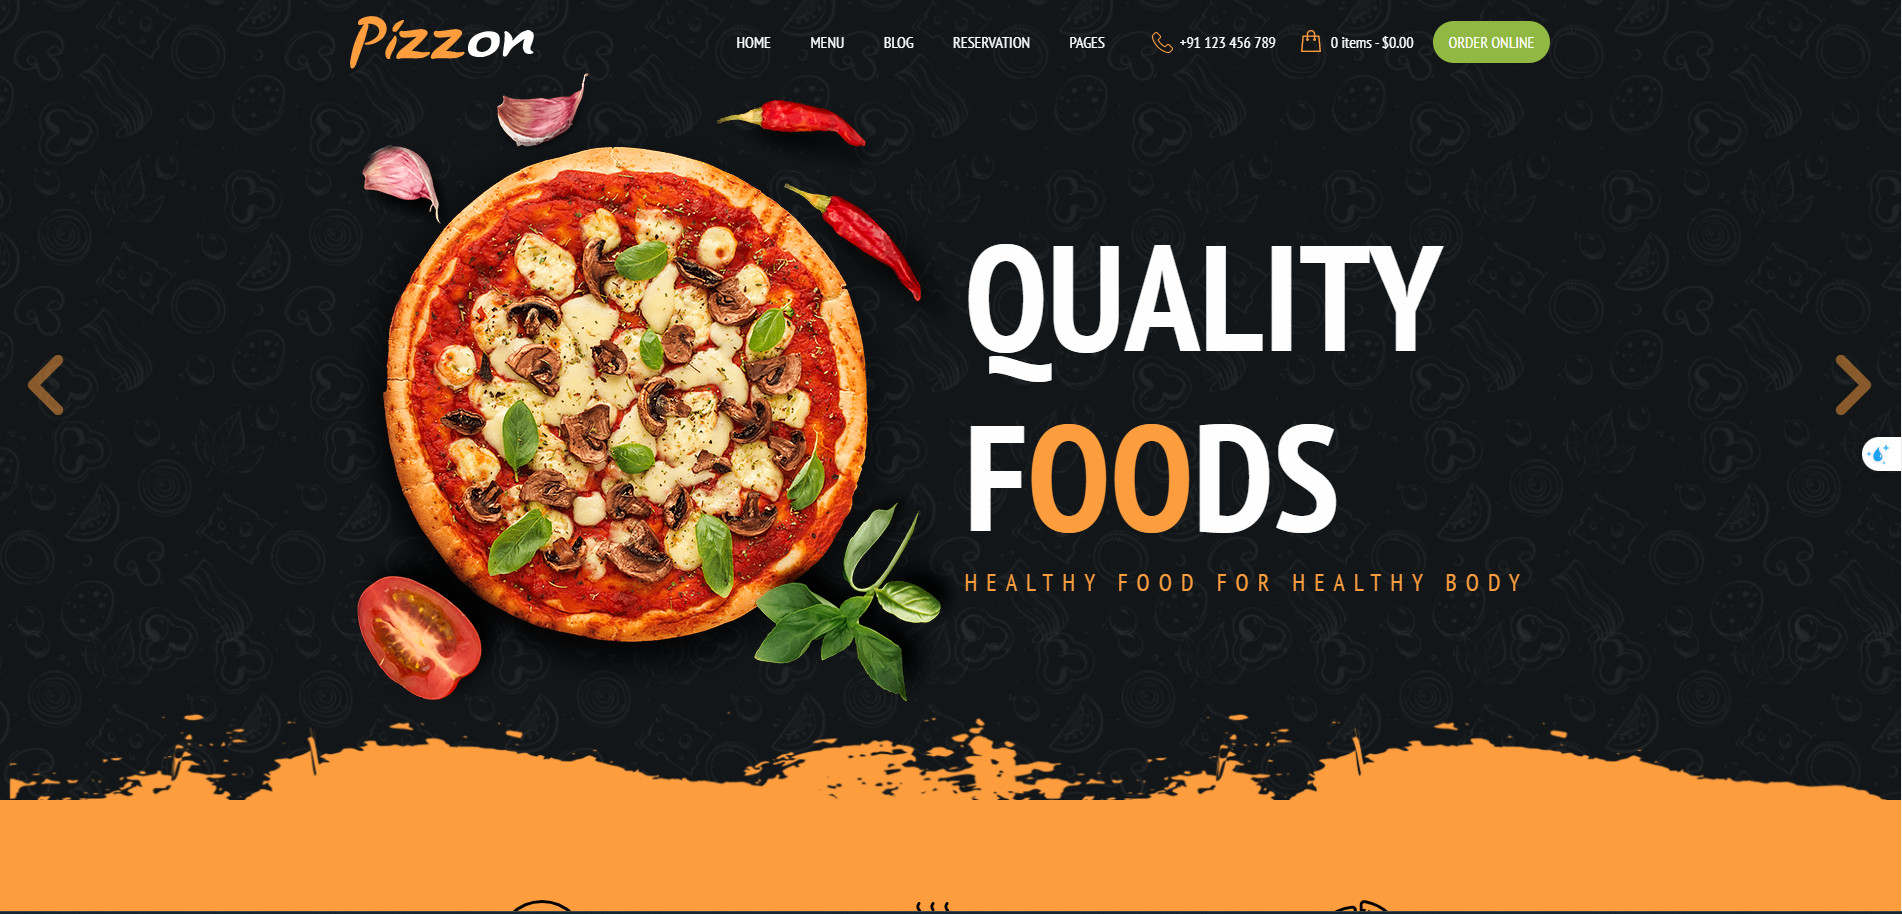 Pizzon
HOME MENU BLOG RESERVATION PAGES +91 123 456 789 0 items - $0.00 ORDER ONLINE
QUALITY
FOODS
HEALTHY FOOD FOR HEALTHY BODY